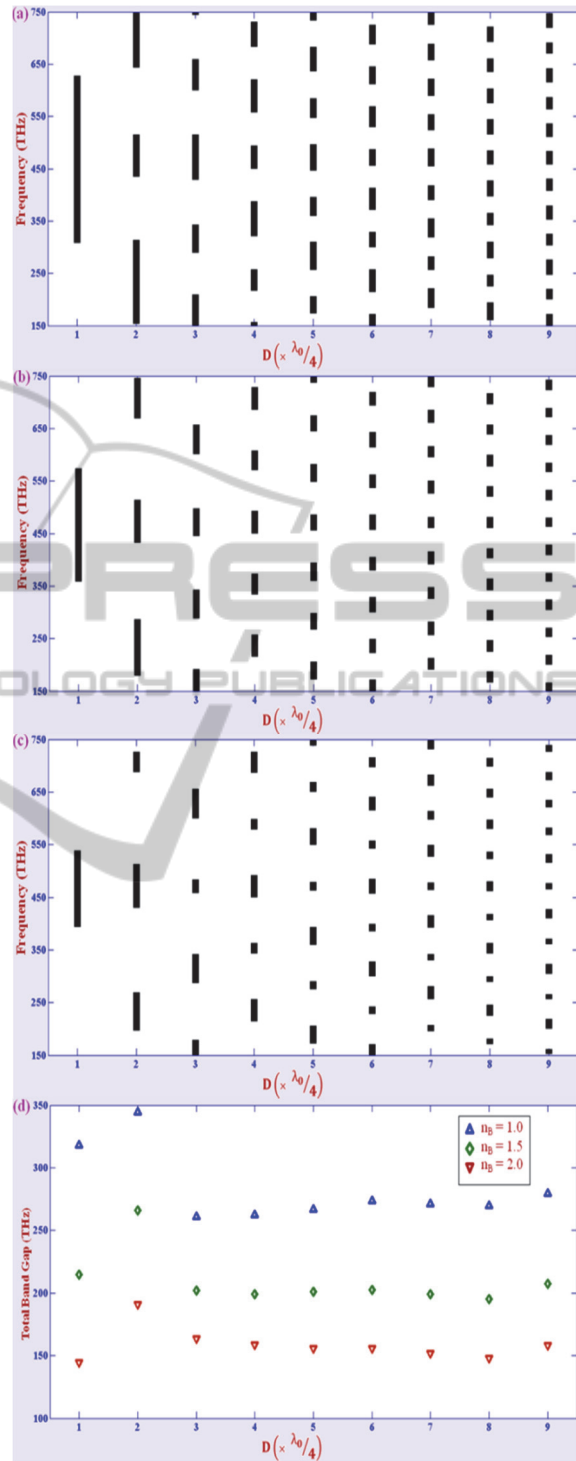 (a)
750
650
550
450
350
250
150
Frequency (THz)
1 2 3 4 5 6 7 8 9
D (× λ0/4)
(b)
750
650
550
450
350
250
150
Frequency (THz)
1 2 3 4 5 6 7 8 9
D (× λ0/4)
PRESS
OLOGY PUBLICATIONS
(c)
750
650
550
450
350
250
150
Frequency (THz)
1 2 3 4 5 6 7 8 9
D (× λ0/4)
(d)
350
300
250
200
150
100
Total Band Gap (THz)
nB = 1.0
nB = 1.5
nB = 2.0
1 2 3 4 5 6 7 8 9
D (× λ0/4)